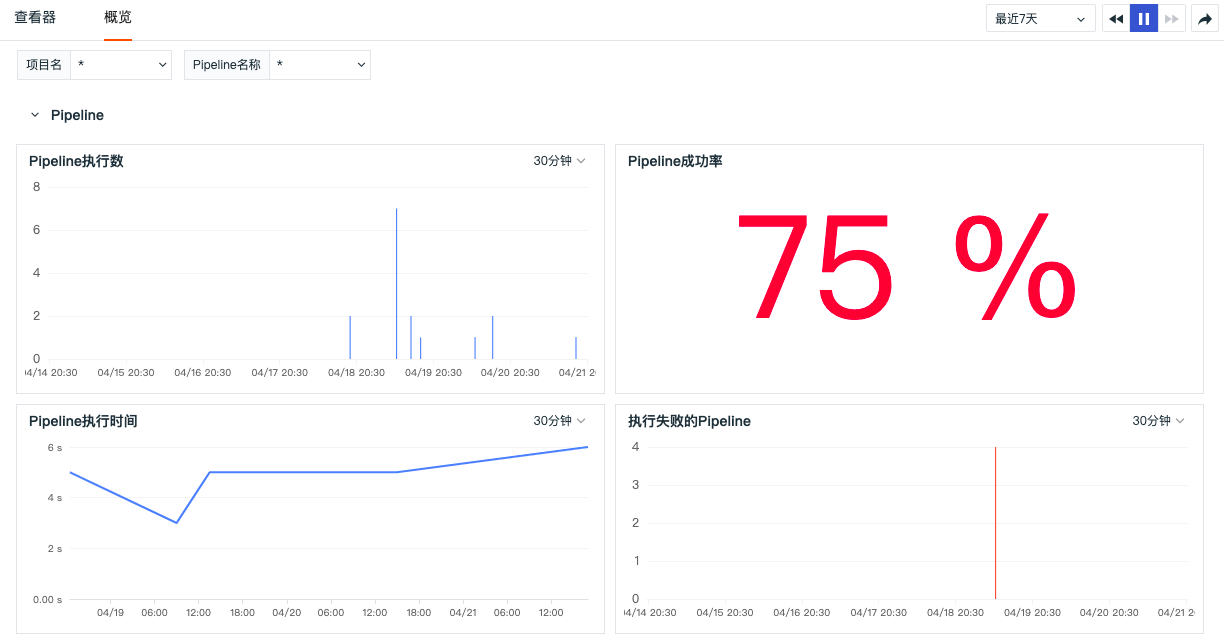 查看器 概览 最近7天
项目名 * Pipeline名称 *
Pipeline
Pipeline执行数 30分钟
8
6
4
2
0
4/14 20:30 04/15 20:30 04/16 20:30 04/17 20:30 04/18 20:30 04/19 20:30 04/20 20:30 04/21 2
Pipeline成功率
75 %
Pipeline执行时间 30分钟
6 s
4 s
2 s
0.00 s
04/19 06:00 12:00 18:00 04/20 06:00 12:00 18:00 04/21 06:00 12:00
执行失败的Pipeline 30分钟
4
3
2
1
0
4/14 20:30 04/15 20:30 04/16 20:30 04/17 20:30 04/18 20:30 04/19 20:30 04/20 20:30 04/21 2